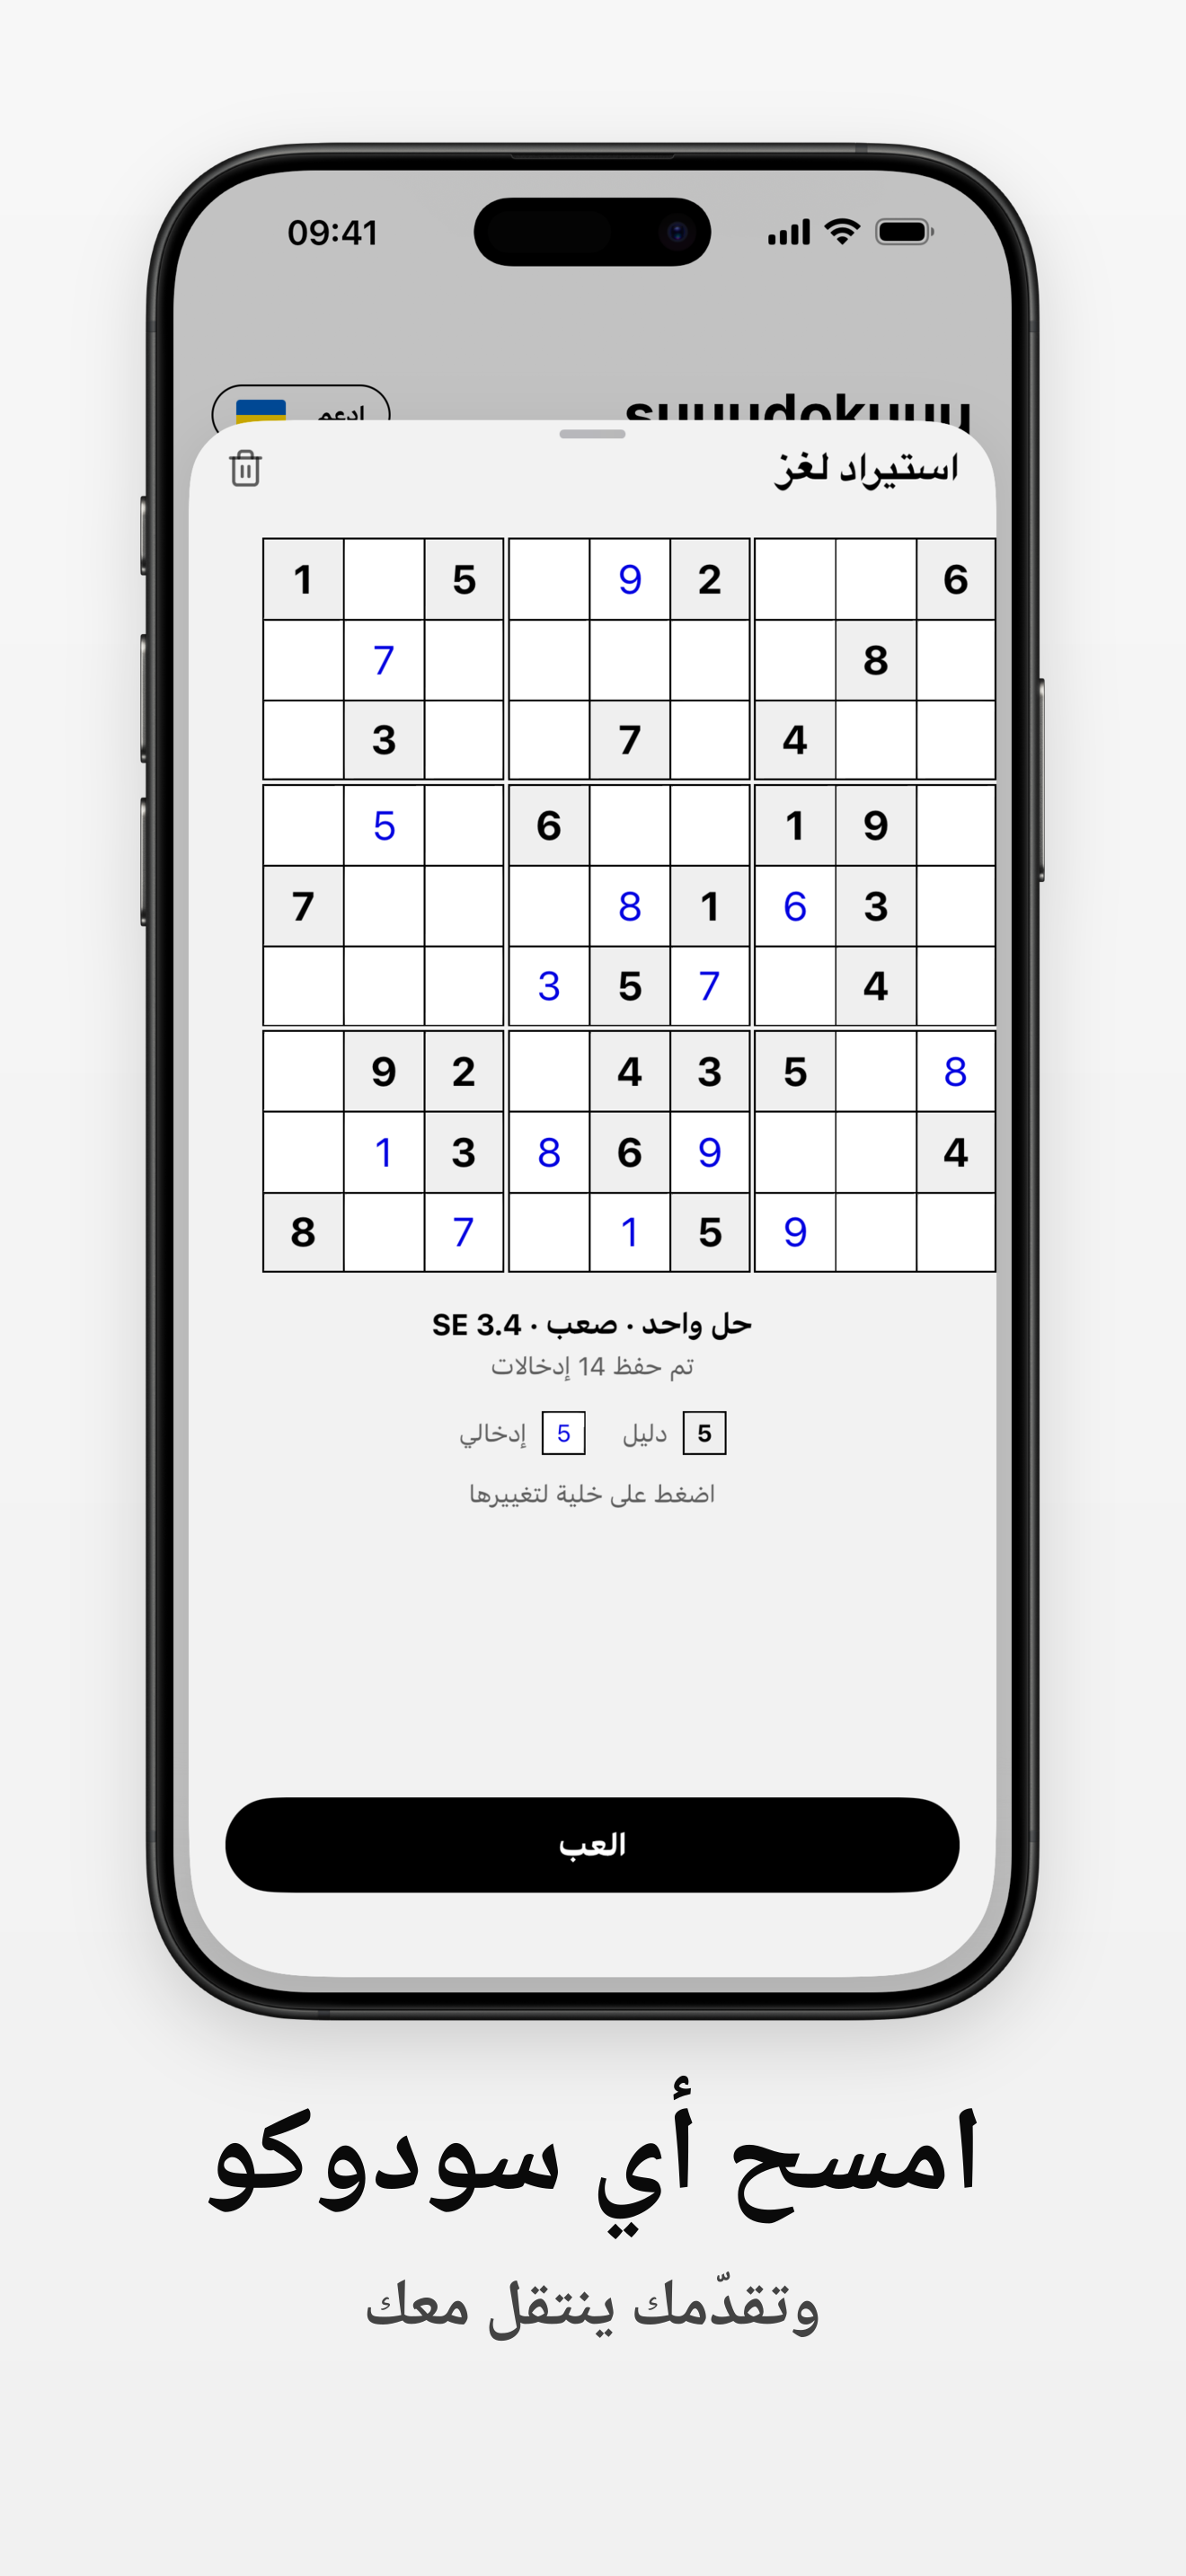 09:41
suuudokuuu
ادعم
استيراد لغز
1 5 9 2 6
7 8
3 7 4
5 6 1 9
7 8 1 6 3
3 5 7 4
9 2 4 3 5 8
1 3 8 6 9 4
8 7 1 5 9
حل واحد · صعب · SE 3.4
تم حفظ 14 إدخالات
5 دليل 5 إدخالي
اضغط على خلية لتغييرها
العب
امسح أي سودوكو
وتقدّمك ينتقل معك